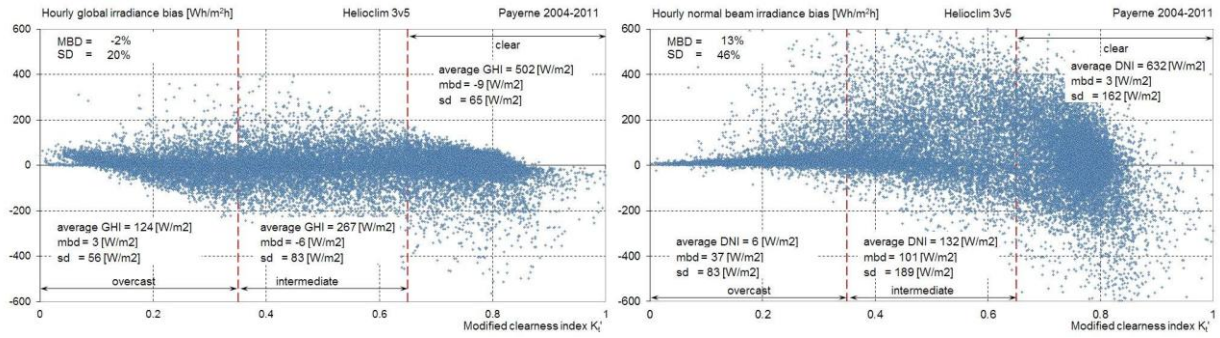 Hourly global irradiance bias [Wh/m²h] Helioclim 3v5 Payerne 2004-2011
600
MBD = -2%
SD = 20%
clear
average GHI = 502 [W/m2]
mbd = -9 [W/m2]
sd = 65 [W/m2]
400
200
0
-200
average GHI = 124 [W/m2]
mbd = 3 [W/m2]
sd = 56 [W/m2]
average GHI = 267 [W/m2]
mbd = -6 [W/m2]
sd = 83 [W/m2]
-400
overcast intermediate
-600
0 0.2 0.4 0.6 0.8 1
Modified clearness index Kt'
Hourly normal beam irradiance bias [Wh/m²h] Helioclim 3v5 Payerne 2004-2011
600
MBD = 13%
SD = 46%
clear
average DNI = 632 [W/m2]
mbd = 3 [W/m2]
sd = 162 [W/m2]
400
200
0
-200
average DNI = 6 [W/m2]
mbd = 37 [W/m2]
sd = 83 [W/m2]
average DNI = 132 [W/m2]
mbd = 101 [W/m2]
sd = 189 [W/m2]
-400
overcast intermediate
-600
0 0.2 0.4 0.6 0.8 1
Modified clearness index Kt'